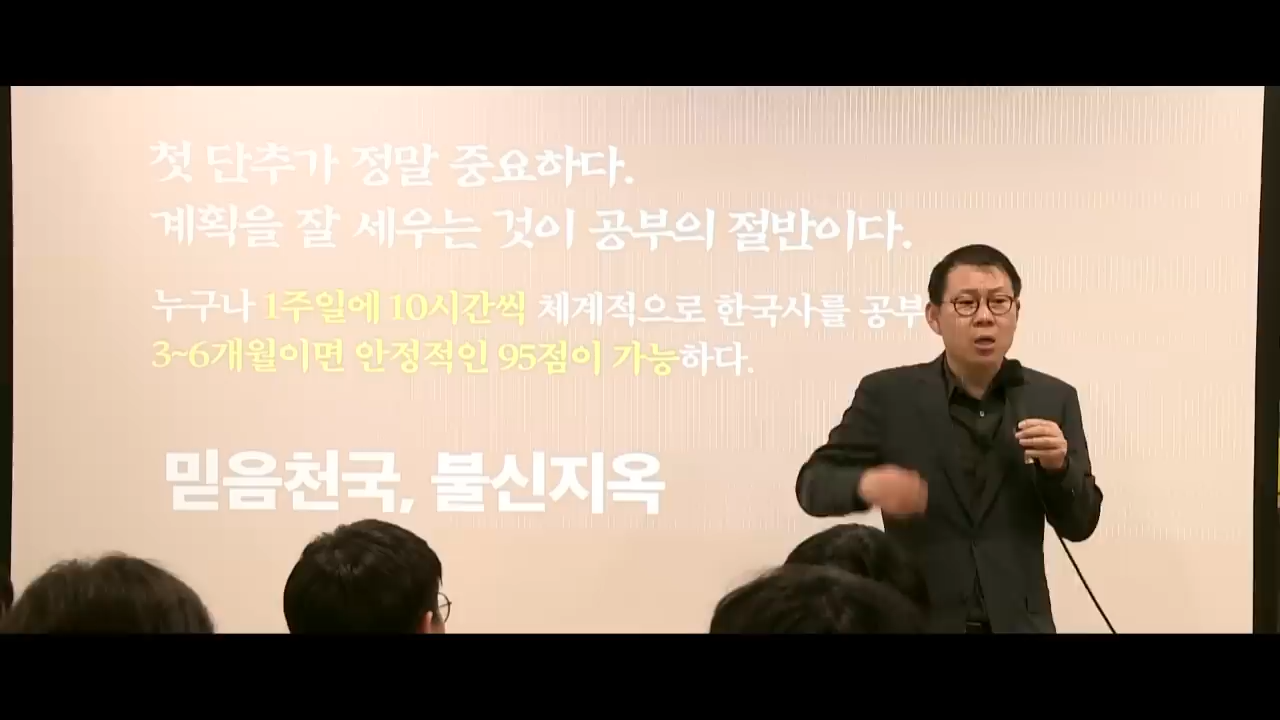 첫 단추가 정말 중요하다.
계획을 잘 세우는 것이 공부의 절반이다.
누구나 1주일에 10시간씩 체계적으로 한국사를 공부
3~6개월이면 안정적인 95점이 가능하다.
믿음천국, 불신지옥